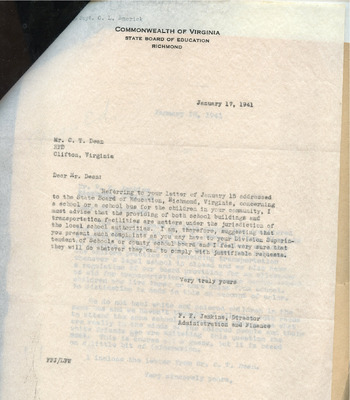 COMMONWEALTH OF VIRGINIA
STATE BOARD OF EDUCATION
RICHMOND
January 17, 1941
Mr. C. T. Dean
RFD
Clifton, Virginia
Dear Mr. Dean:
Referring to your letter of January 15 addressed
to the State Board of Education, Richmond, Virginia, concerning
a school or a school bus for the children in your community, I
must advise that the providing of both school buildings and
transportation facilities are matters under the jurisdiction of
the local school authorities. I am, therefore, suggesting that
you present such complaint as you may have to your Division Superin-
tendent of Schools or county school board and I feel very sure that
they will do whatever they can to comply with justifiable requests.
Very truly yours
F. T. Jenkins, Director
Administration and Finance